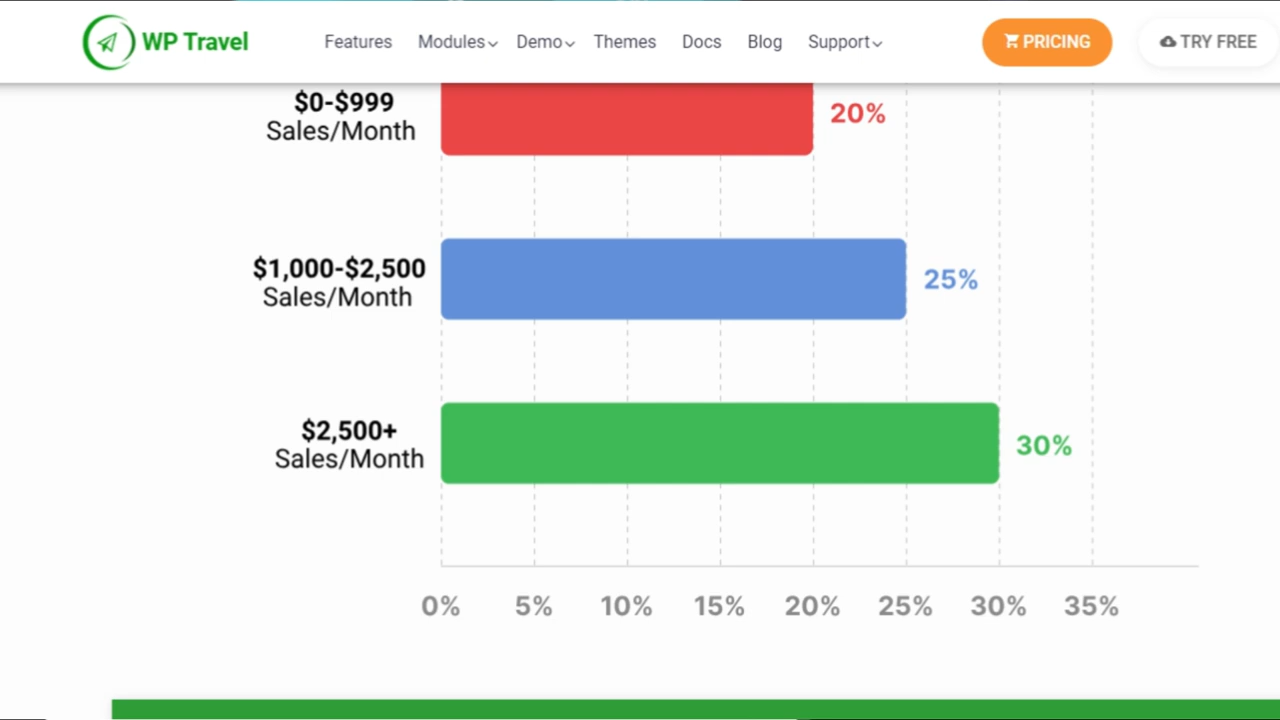 WP Travel Features Modules Demo Themes Docs Blog Support PRICING TRY FREE
$0-$999
Sales/Month
20%
$1,000-$2,500
Sales/Month
25%
$2,500+
Sales/Month
30%
0% 5% 10% 15% 20% 25% 30% 35%